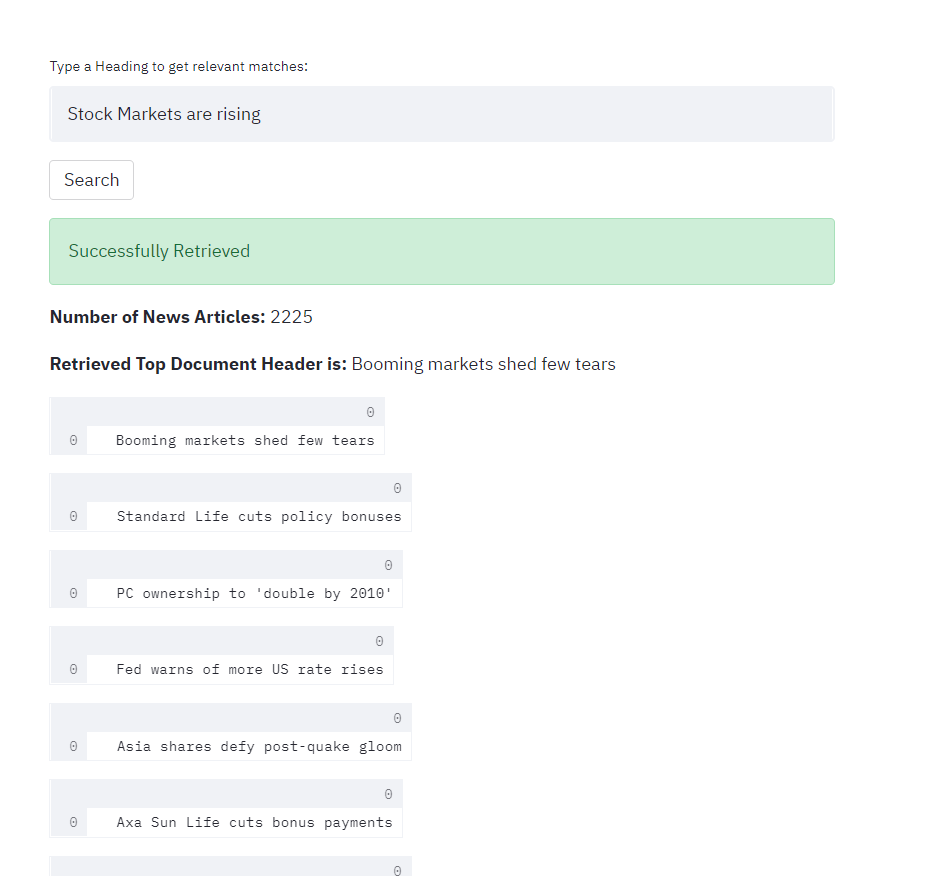 Type a Heading to get relevant matches:
Stock Markets are rising
Search
Successfully Retrieved
Number of News Articles: 2225
Retrieved Top Document Header is: Booming markets shed few tears
0
0 Booming markets shed few tears
0
0 Standard Life cuts policy bonuses
0
0 PC ownership to 'double by 2010'
0
0 Fed warns of more US rate rises
0
0 Asia shares defy post-quake gloom
0
0 Axa Sun Life cuts bonus payments
0